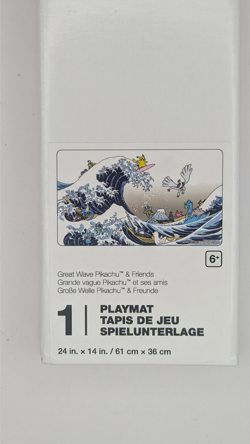 6+
Great Wave Pikachu™ & Friends
Grande vague Pikachu™ et ses amis
Große Welle Pikachu™ & Freunde
1 PLAYMAT
TAPIS DE JEU
SPIELUNTERLAGE
24 in. x 14 in. / 61 cm x 36 cm